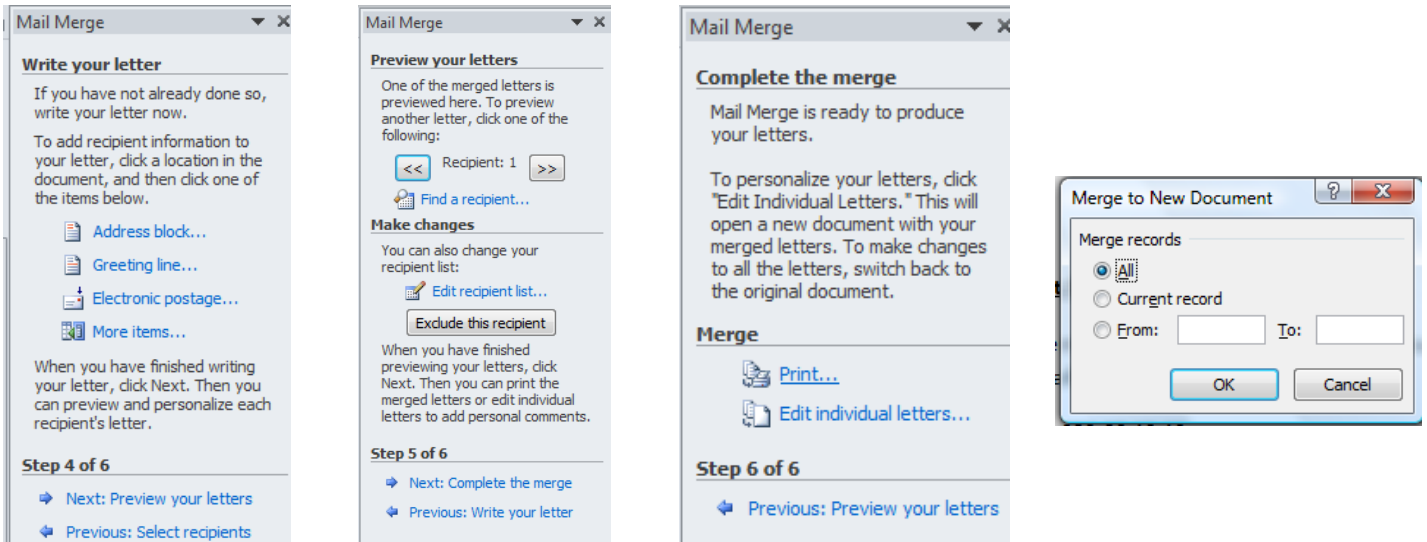 Mail Merge
Write your letter
If you have not already done so,
write your letter now.
To add recipient information to
your letter, click a location in the
document, and then click one of
the items below.
Address block...
Greeting line...
Electronic postage...
More items...
When you have finished writing
your letter, click Next. Then you
can preview and personalize each
recipient's letter.
Step 4 of 6
Next: Preview your letters
Previous: Select recipients
Mail Merge
Preview your letters
One of the merged letters is
previewed here. To preview
another letter, click one of the
following:
<< Recipient: 1 >>
Find a recipient...
Make changes
You can also change your
recipient list:
Edit recipient list...
Exclude this recipient
When you have finished
previewing your letters, click
Next. Then you can print the
merged letters or edit individual
letters to add personal comments.
Step 5 of 6
Next: Complete the merge
Previous: Write your letter
Mail Merge
Complete the merge
Mail Merge is ready to produce
your letters.
To personalize your letters, click
"Edit Individual Letters." This will
open a new document with your
merged letters. To make changes
to all the letters, switch back to
the original document.
Merge
Print...
Edit individual letters...
Step 6 of 6
Previous: Preview your letters
Merge to New Document
Merge records
All
Current record
From: To:
OK Cancel